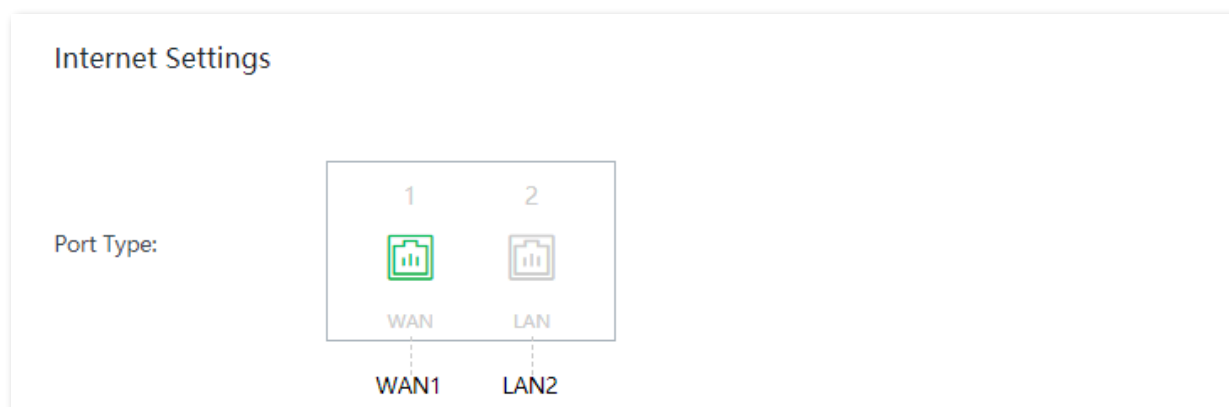 Internet Settings
1 2
Port Type:
WAN LAN
WAN1 LAN2